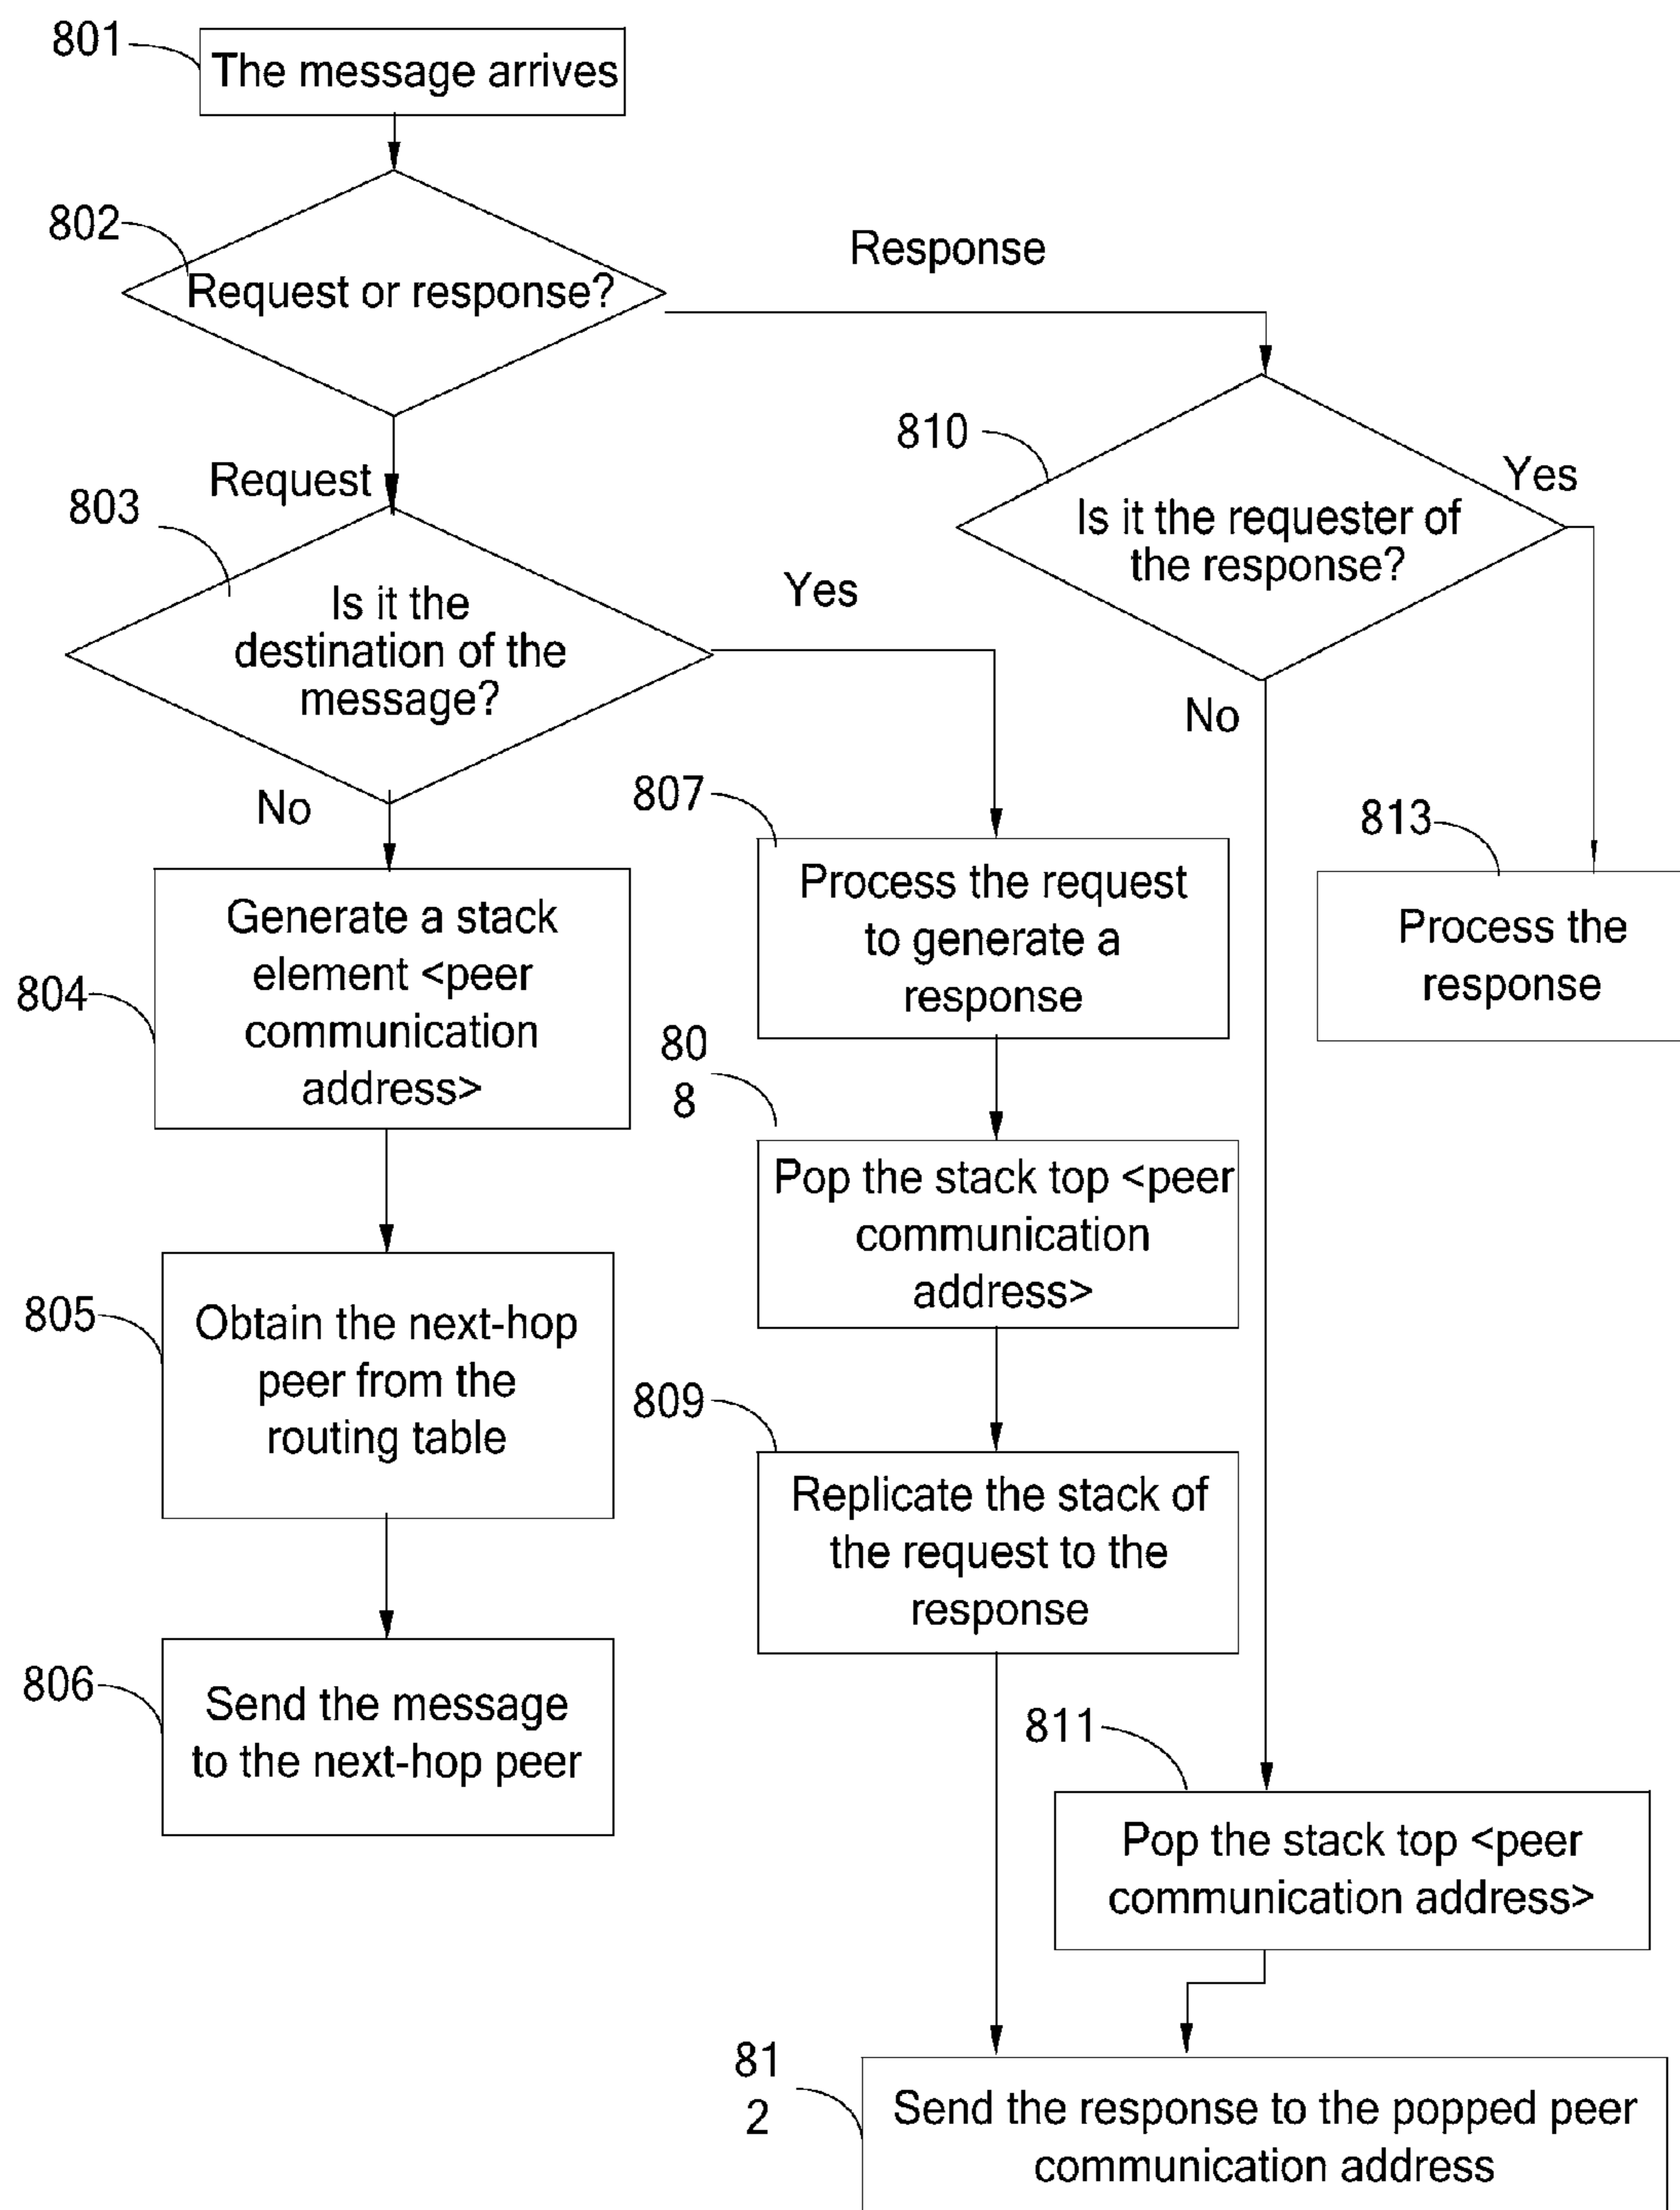 801
The message arrives
802
Request or response?
Response
Request
803
Is it the
destination of the
message?
Yes
No
810
Is it the requester of
the response?
Yes
No
804
Generate a stack
element <peer
communication
address>
805
Obtain the next-hop
peer from the
routing table
806
Send the message
to the next-hop peer
807
Process the request
to generate a
response
80
8
Pop the stack top <peer
communication
address>
809
Replicate the stack of
the request to the
response
813
Process the
response
811
Pop the stack top <peer
communication address>
81
2
Send the response to the popped peer
communication address